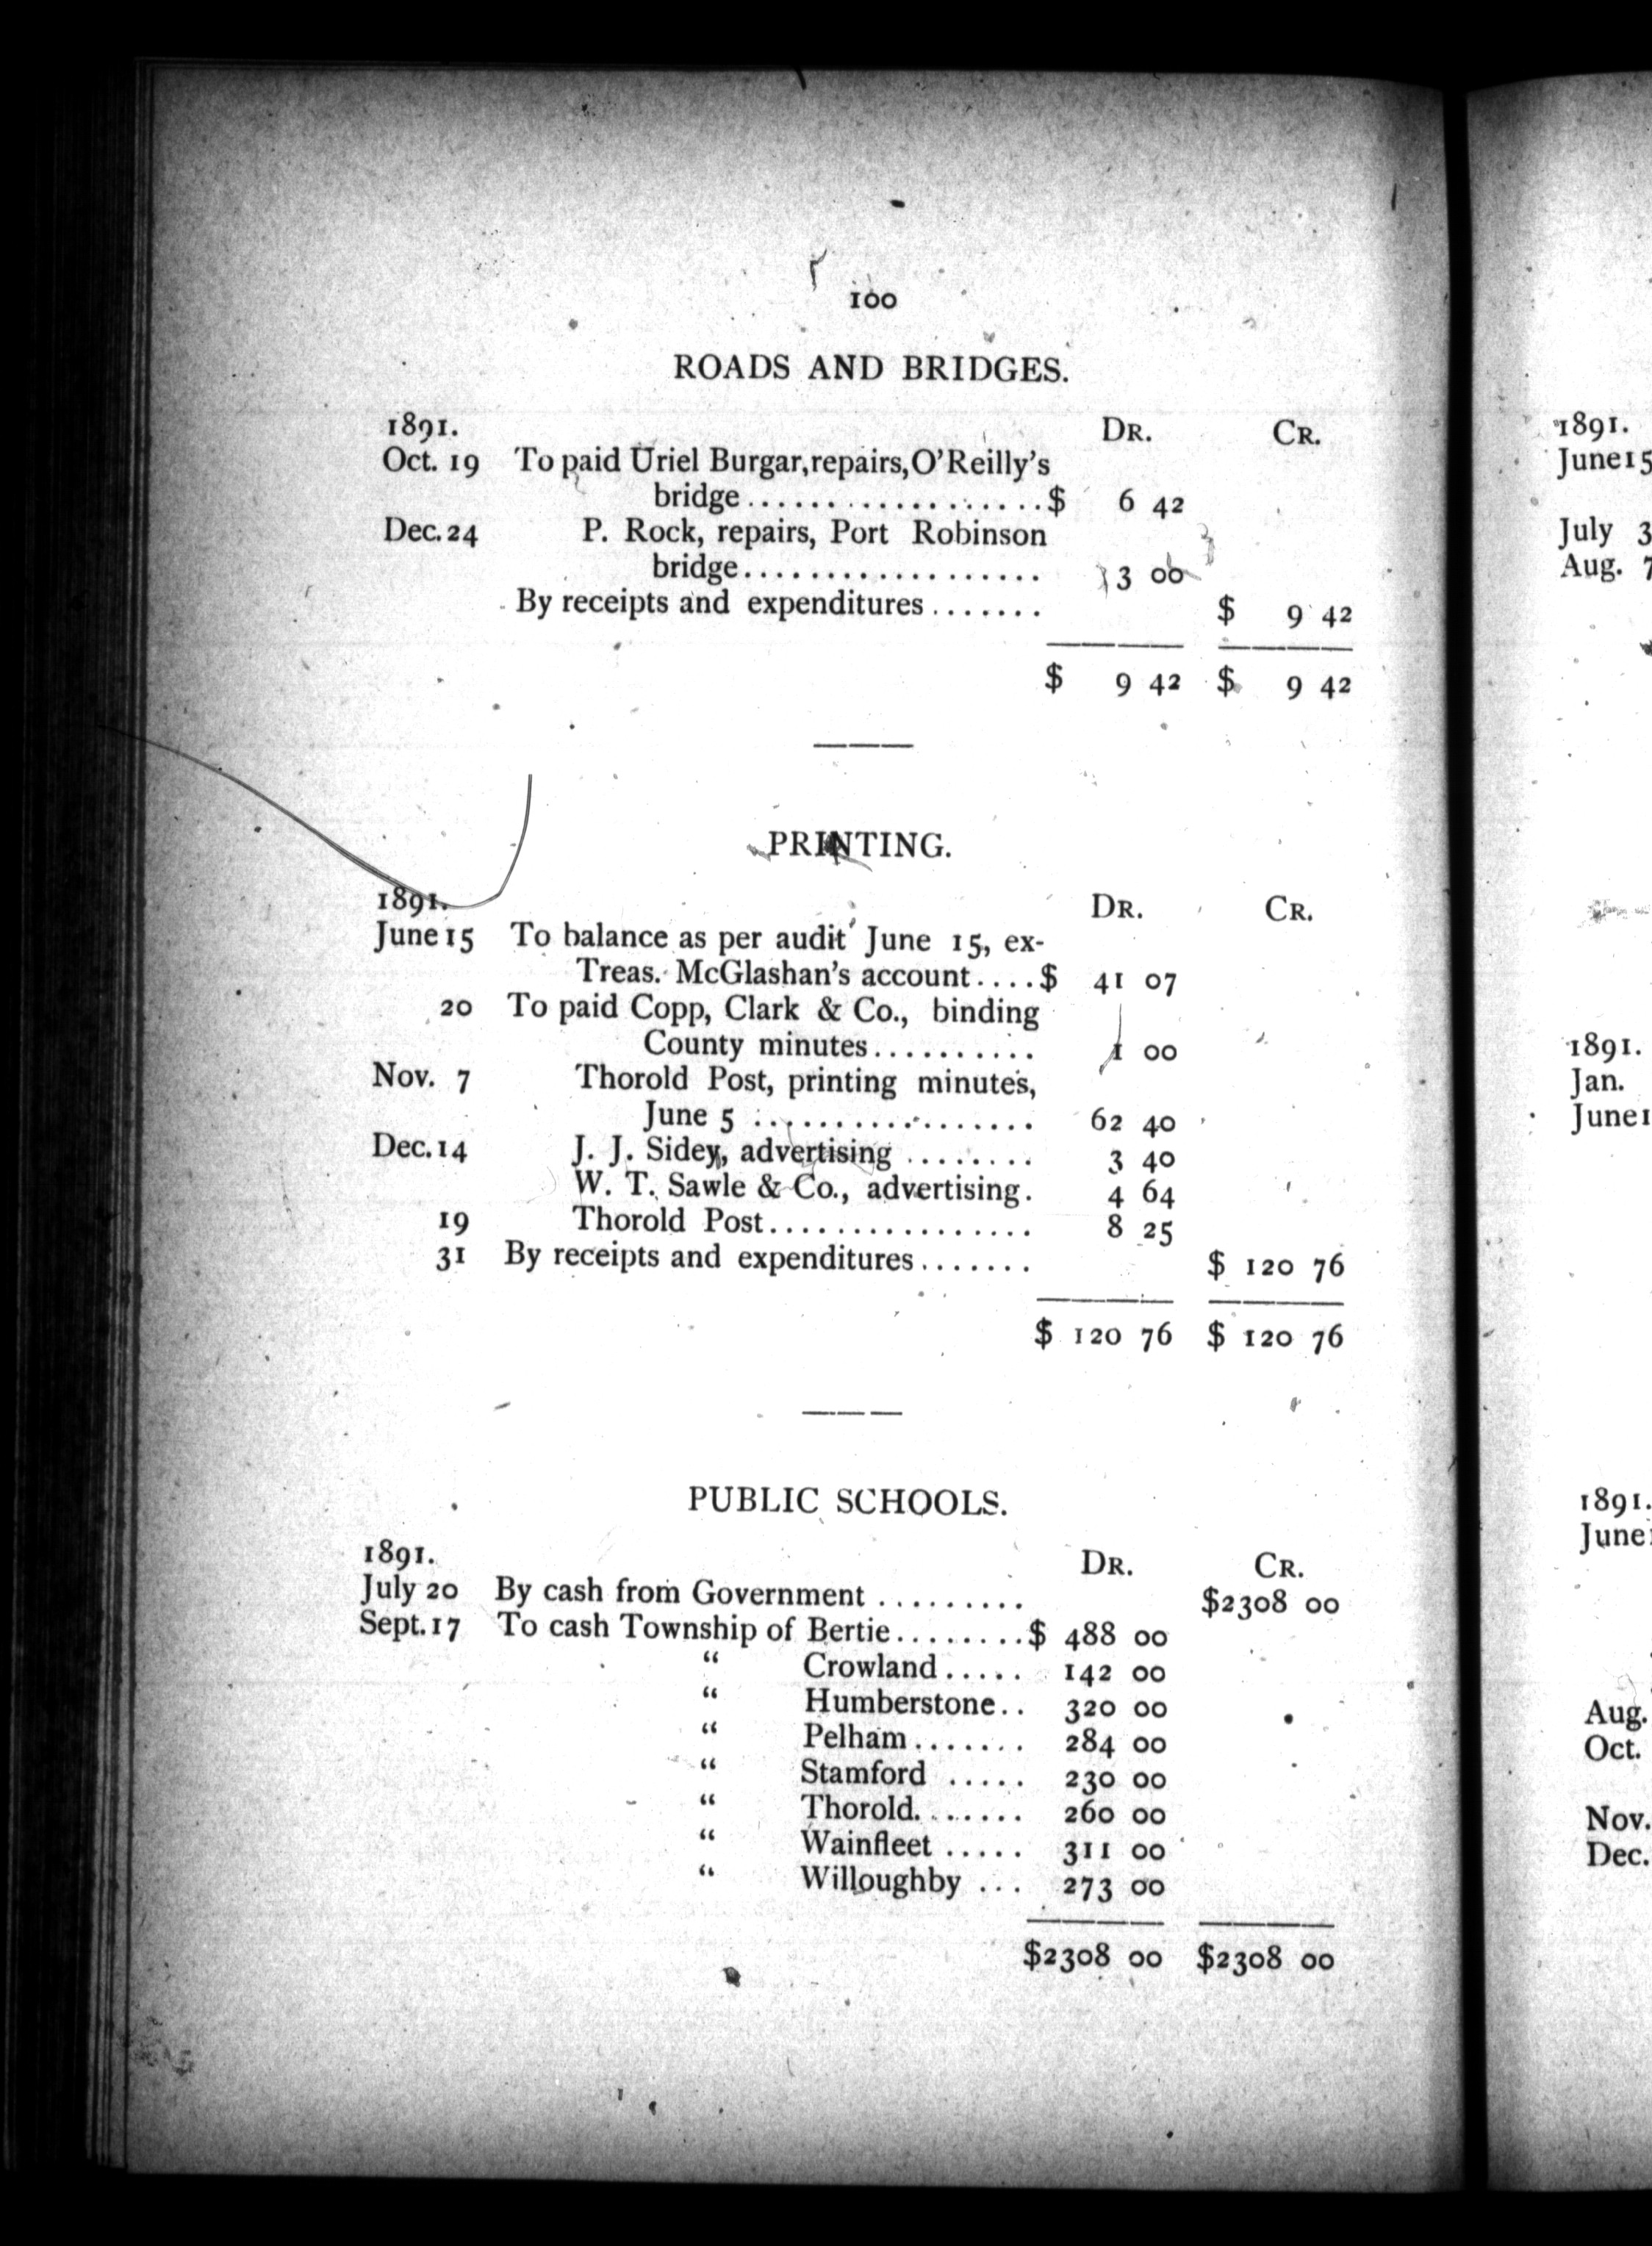 100
ROADS AND BRIDGES.
1891. DR. CR.
Oct. 19 To paid Uriel Burgar, repairs, O'Reilly's
bridge..................$ 6 42
Dec. 24 P. Rock, repairs, Port Robinson
bridge.................. 3 00
By receipts and expenditures....... $ 9 42
$ 9 42 $ 9 42
PRINTING.
1891. DR. CR.
June 15 To balance as per audit June 15, ex-
Treas. McGlashan's account....$ 41 07
20 To paid Copp, Clark & Co., binding
County minutes.......... 1 00
Nov. 7 Thorold Post, printing minutes,
June 5 ................. 62 40
Dec. 14 J. J. Sidey, advertising ........ 3 40
W. T. Sawle & Co., advertising. 4 64
19 Thorold Post................ 8 25
31 By receipts and expenditures....... $ 120 76
$ 120 76 $ 120 76
PUBLIC SCHOOLS.
1891. DR. CR.
July 20 By cash from Government ......... $2308 00
Sept. 17 To cash Township of Bertie........$ 488 00
“ Crowland..... 142 00
“ Humberstone.. 320 00
“ Pelham....... 284 00
“ Stamford ..... 230 00
“ Thorold....... 260 00
“ Wainfleet ..... 311 00
“ Willoughby ... 273 00
$2308 00 $2308 00
1891.
June 15
July 3
Aug. 7
1891.
Jan.
June 1
1891.
June
Aug.
Oct.
Nov.
Dec.